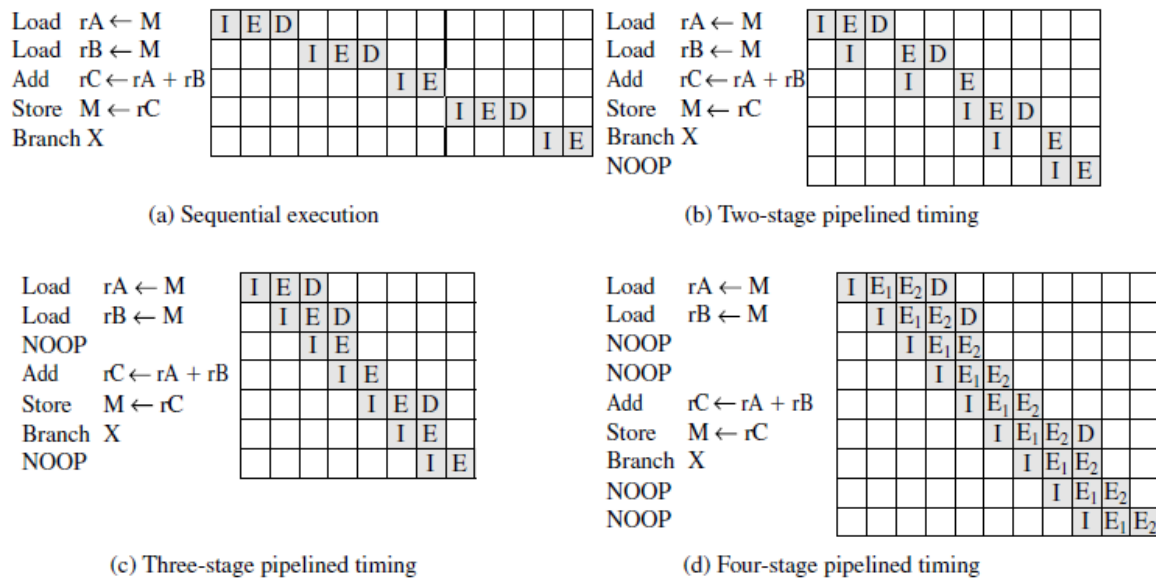 Load rA ← M I E D
Load rB ← M I E D
Add rC ← rA + rB I E
Store M ← rC I E D
Branch X I E
(a) Sequential execution
Load rA ← M I E D
Load rB ← M I E D
Add rC ← rA + rB I E
Store M ← rC I E D
Branch X I E
NOOP I E
(b) Two-stage pipelined timing
Load rA ← M I E D
Load rB ← M I E D
NOOP I E
Add rC ← rA + rB I E
Store M ← rC I E D
Branch X I E
NOOP I E
(c) Three-stage pipelined timing
Load rA ← M I E₁ E₂ D
Load rB ← M I E₁ E₂ D
NOOP I E₁ E₂
NOOP I E₁ E₂
Add rC ← rA + rB I E₁ E₂
Store M ← rC I E₁ E₂ D
Branch X I E₁ E₂
NOOP I E₁ E₂
NOOP I E₁ E₂
(d) Four-stage pipelined timing